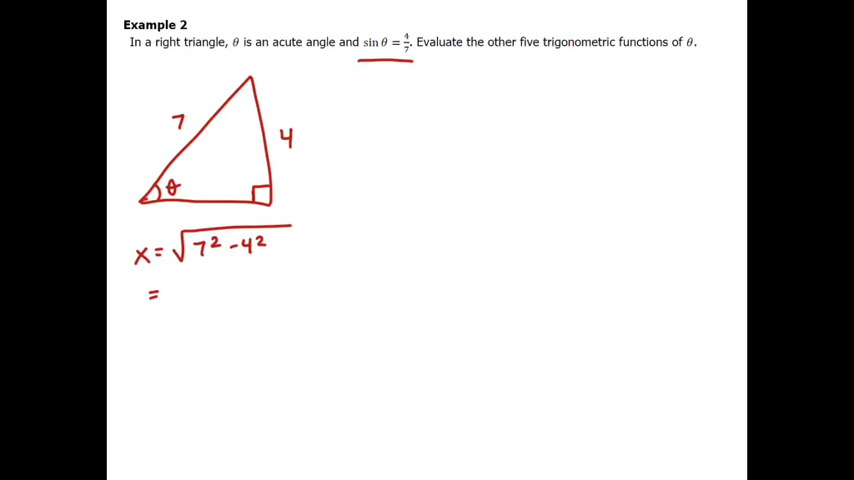 Example 2
In a right triangle, θ is an acute angle and sin θ = 4/7. Evaluate the other five trigonometric functions of θ.
7
4
θ
x = √(7² - 4²)
=